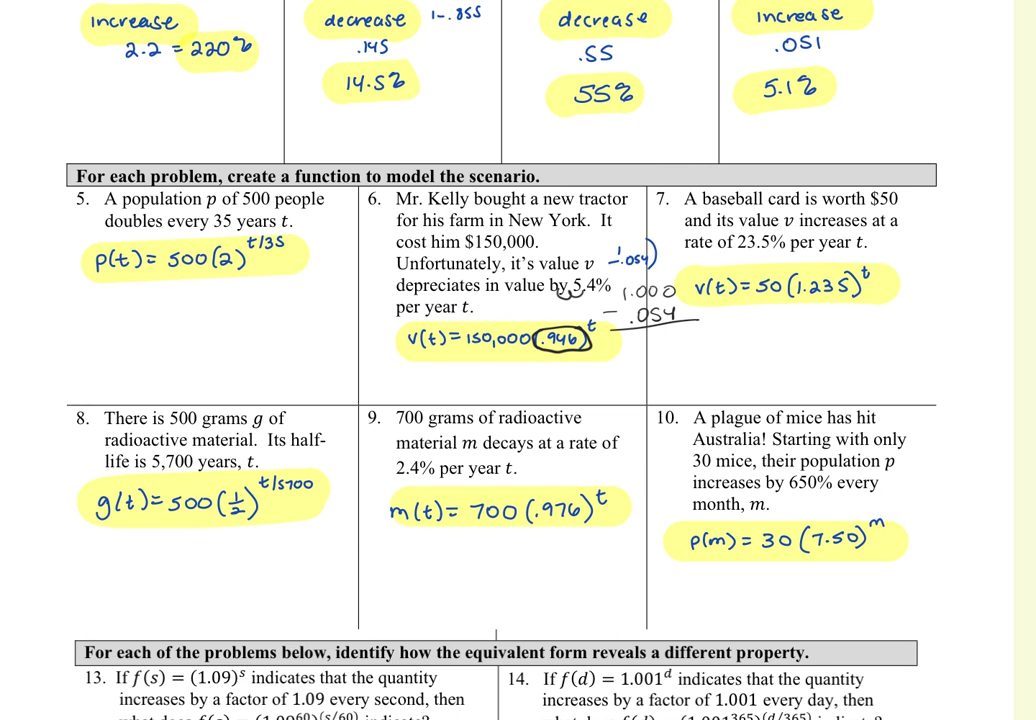 increase
2.2 = 220%
decrease 1-.855
.145
14.5%
decrease
.55
55%
increase
.051
5.1%
For each problem, create a function to model the scenario.
5. A population p of 500 people
doubles every 35 years t.
p(t) = 500(2)^t/35
6. Mr. Kelly bought a new tractor
for his farm in New York. It
cost him $150,000.
Unfortunately, it's value v
depreciates in value by 5.4%
per year t.
1-.054)
1.000
- .054
v(t) = 150,000(.946)^t
7. A baseball card is worth $50
and its value v increases at a
rate of 23.5% per year t.
v(t) = 50(1.235)^t
8. There is 500 grams g of
radioactive material. Its half-
life is 5,700 years, t.
g(t) = 500(1/2)^t/5700
9. 700 grams of radioactive
material m decays at a rate of
2.4% per year t.
m(t) = 700(.976)^t
10. A plague of mice has hit
Australia! Starting with only
30 mice, their population p
increases by 650% every
month, m.
p(m) = 30(7.50)^m
For each of the problems below, identify how the equivalent form reveals a different property.
13. If f(s) = (1.09)^s indicates that the quantity
increases by a factor of 1.09 every second, then
14. If f(d) = 1.001^d indicates that the quantity
increases by a factor of 1.001 every day, then